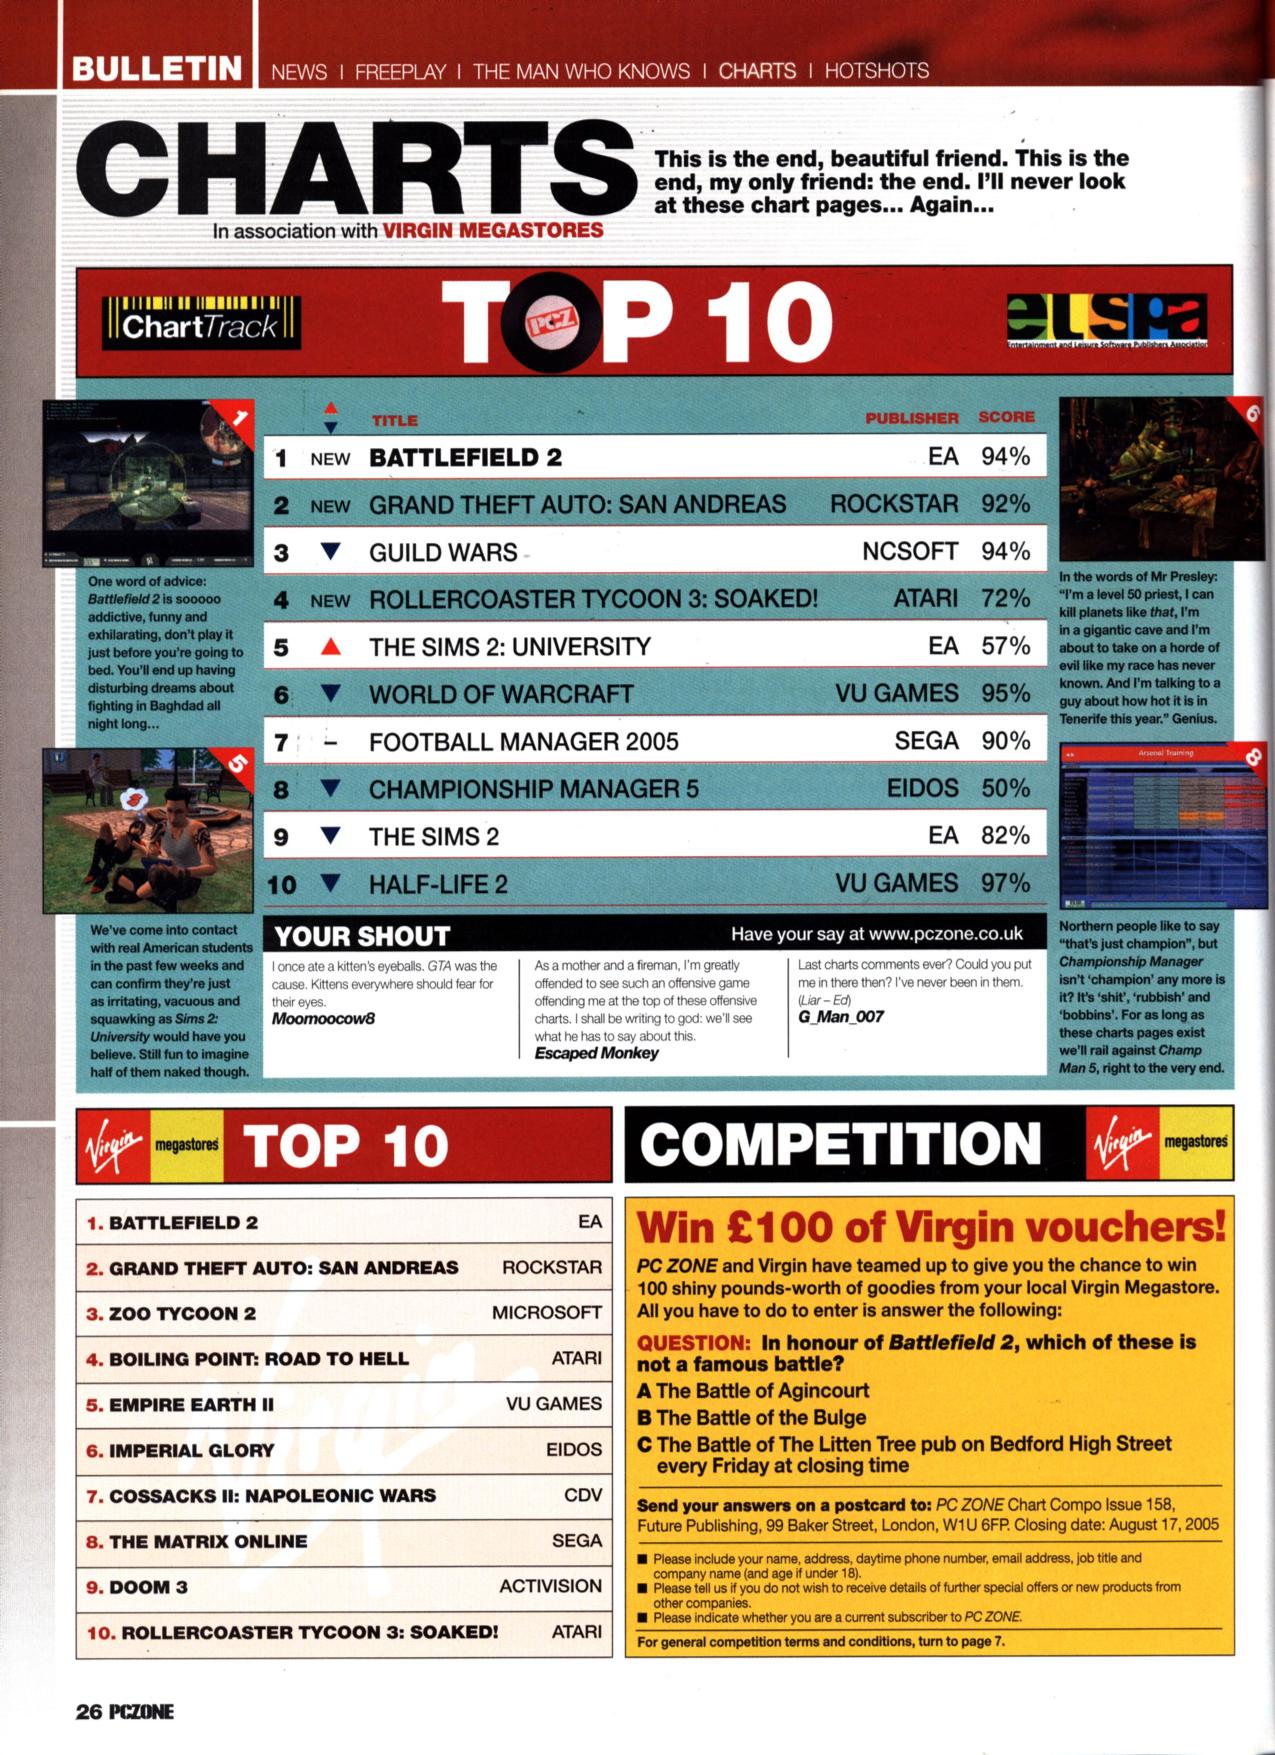 BULLETIN NEWS | FREEPLAY | THE MAN WHO KNOWS | CHARTS | HOTSHOTS
CHARTS
In association with VIRGIN MEGASTORES
This is the end, beautiful friend. This is the
end, my only friend: the end. I'll never look
at these chart pages... Again...
ChartTrack
TOP 10
PCZ
elspa
Entertainment and Leisure Software Publishers Association
TITLE PUBLISHER SCORE
1 NEW BATTLEFIELD 2 EA 94%
2 NEW GRAND THEFT AUTO: SAN ANDREAS ROCKSTAR 92%
3 ▼ GUILD WARS NCSOFT 94%
4 NEW ROLLERCOASTER TYCOON 3: SOAKED! ATARI 72%
5 ▲ THE SIMS 2: UNIVERSITY EA 57%
6 ▼ WORLD OF WARCRAFT VU GAMES 95%
7 – FOOTBALL MANAGER 2005 SEGA 90%
8 ▼ CHAMPIONSHIP MANAGER 5 EIDOS 50%
9 ▼ THE SIMS 2 EA 82%
10 ▼ HALF-LIFE 2 VU GAMES 97%
1
One word of advice:
Battlefield 2 is sooooo
addictive, funny and
exhilarating, don't play it
just before you're going to
bed. You'll end up having
disturbing dreams about
fighting in Baghdad all
night long...
5
We've come into contact
with real American students
in the past few weeks and
can confirm they're just
as irritating, vacuous and
squawking as Sims 2:
University would have you
believe. Still fun to imagine
half of them naked though.
6
In the words of Mr Presley:
"I'm a level 50 priest, I can
kill planets like that, I'm
in a gigantic cave and I'm
about to take on a horde of
evil like my race has never
known. And I'm talking to a
guy about how hot it is in
Tenerife this year." Genius.
Arsenal Training
8
Northern people like to say
"that's just champion", but
Championship Manager
isn't 'champion' any more is
it? It's 'shit', 'rubbish' and
'bobbins'. For as long as
these charts pages exist
we'll rail against Champ
Man 5, right to the very end.
YOUR SHOUT Have your say at www.pczone.co.uk
I once ate a kitten's eyeballs. GTA was the
cause. Kittens everywhere should fear for
their eyes.
Moomoocow8
As a mother and a fireman, I'm greatly
offended to see such an offensive game
offending me at the top of these offensive
charts. I shall be writing to god: we'll see
what he has to say about this.
Escaped Monkey
Last charts comments ever? Could you put
me in there then? I've never been in them.
(Liar – Ed)
G_Man_007
Virgin megastores TOP 10
1. BATTLEFIELD 2 EA
2. GRAND THEFT AUTO: SAN ANDREAS ROCKSTAR
3. ZOO TYCOON 2 MICROSOFT
4. BOILING POINT: ROAD TO HELL ATARI
5. EMPIRE EARTH II VU GAMES
6. IMPERIAL GLORY EIDOS
7. COSSACKS II: NAPOLEONIC WARS CDV
8. THE MATRIX ONLINE SEGA
9. DOOM 3 ACTIVISION
10. ROLLERCOASTER TYCOON 3: SOAKED! ATARI
Virgin
COMPETITION Virgin megastores
Win £100 of Virgin vouchers!
PC ZONE and Virgin have teamed up to give you the chance to win
100 shiny pounds-worth of goodies from your local Virgin Megastore.
All you have to do to enter is answer the following:
QUESTION: In honour of Battlefield 2, which of these is
not a famous battle?
A The Battle of Agincourt
B The Battle of the Bulge
C The Battle of The Litten Tree pub on Bedford High Street
every Friday at closing time
Send your answers on a postcard to: PC ZONE Chart Compo Issue 158,
Future Publishing, 99 Baker Street, London, W1U 6FP. Closing date: August 17, 2005
■ Please include your name, address, daytime phone number, email address, job title and
company name (and age if under 18).
■ Please tell us if you do not wish to receive details of further special offers or new products from
other companies.
■ Please indicate whether you are a current subscriber to PC ZONE.
For general competition terms and conditions, turn to page 7.
26 PCZONE